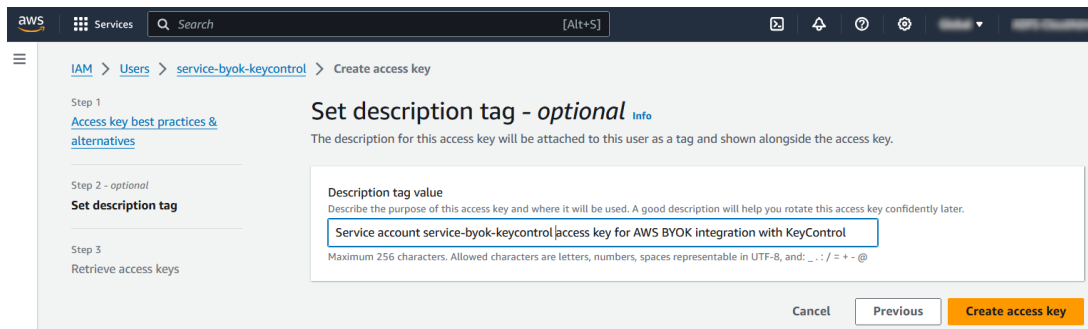 aws
Services
Search
[Alt+S]
IAM > Users > service-byok-keycontrol > Create access key
Step 1
Access key best practices &
alternatives
Step 2 - optional
Set description tag
Step 3
Retrieve access keys
Set description tag - optional Info
The description for this access key will be attached to this user as a tag and shown alongside the access key.
Description tag value
Describe the purpose of this access key and where it will be used. A good description will help you rotate this access key confidently later.
Service account service-byok-keycontrol access key for AWS BYOK integration with KeyControl
Maximum 256 characters. Allowed characters are letters, numbers, spaces representable in UTF-8, and: _ . : / = + - @
Cancel
Previous
Create access key